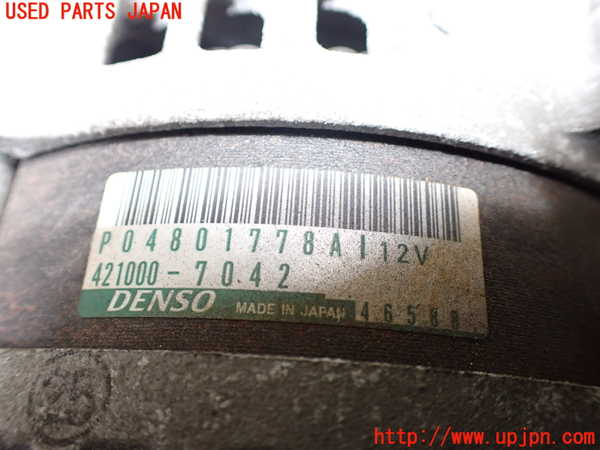 USED PARTS JAPAN
P04801778AI 12V
421000-7042
DENSO MADE IN JAPAN
http://www.upjpn.com